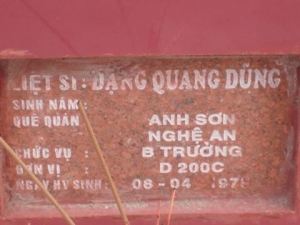 LIỆT SĨ : ĐẶNG QUANG DŨNG
SINH NĂM :
QUÊ QUÁN : ANH SƠN
NGHỆ AN
CHỨC VỤ : B TRƯỞNG
ĐƠN VỊ : D 200C
NGÀY HY SINH : 08-04